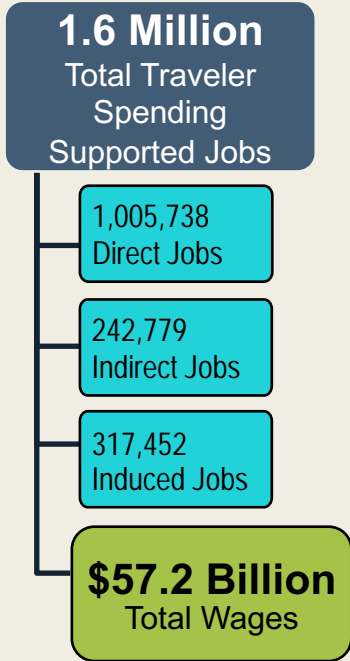 1.6 Million
Total Traveler
Spending
Supported Jobs
1,005,738
Direct Jobs
242,779
Indirect Jobs
317,452
Induced Jobs
$57.2 Billion
Total Wages